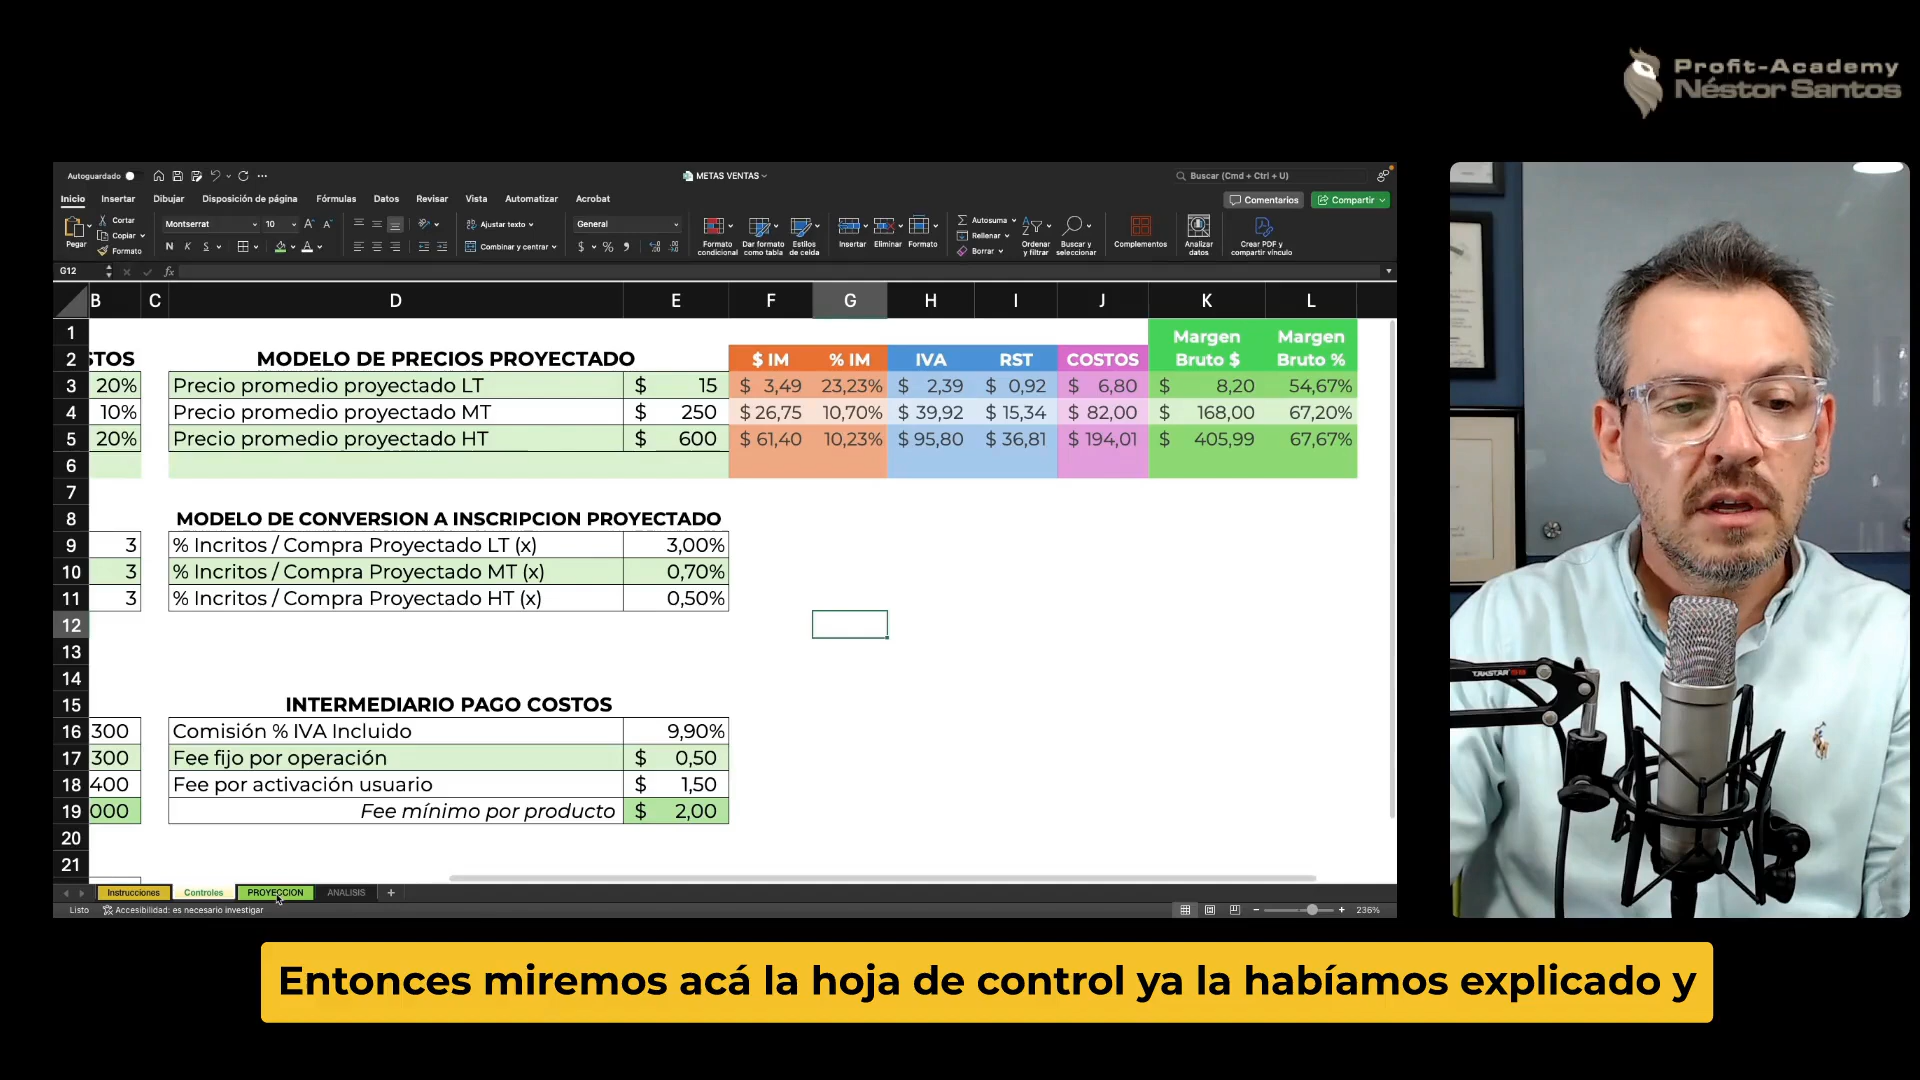 Profit-Academy
Néstor Santos
Autoguardado
METAS VENTAS
Buscar (Cmd + Ctrl + U)
Inicio Insertar Dibujar Disposición de página Fórmulas Datos Revisar Vista Automatizar Acrobat
Comentarios Compartir
Pegar Cortar Copiar Formato
Montserrat 10 N K S
Ajustar texto
Combinar y centrar
General
Formato condicional
Dar formato como tabla
Estilos de celda
Insertar Eliminar Formato
Autosuma
Rellenar
Borrar
Ordenar y filtrar
Buscar y seleccionar
Complementos
Analizar datos
Crear PDF y compartir vínculo
G12 fx
B C D E F G H I J K L
1 Margen Margen
2 STOS MODELO DE PRECIOS PROYECTADO $ IM % IM IVA RST COSTOS Bruto $ Bruto %
3 20% Precio promedio proyectado LT $ 15 $ 3,49 23,23% $ 2,39 $ 0,92 $ 6,80 $ 8,20 54,67%
4 10% Precio promedio proyectado MT $ 250 $ 26,75 10,70% $ 39,92 $ 15,34 $ 82,00 $ 168,00 67,20%
5 20% Precio promedio proyectado HT $ 600 $ 61,40 10,23% $ 95,80 $ 36,81 $ 194,01 $ 405,99 67,67%
6
7
8 MODELO DE CONVERSION A INSCRIPCION PROYECTADO
9 3 % Incritos / Compra Proyectado LT (x) 3,00%
10 3 % Incritos / Compra Proyectado MT (x) 0,70%
11 3 % Incritos / Compra Proyectado HT (x) 0,50%
12
13
14
15 INTERMEDIARIO PAGO COSTOS
16 300 Comisión % IVA Incluido 9,90%
17 300 Fee fijo por operación $ 0,50
18 400 Fee por activación usuario $ 1,50
19 000 Fee mínimo por producto $ 2,00
20
21
Instrucciones Controles PROYECCION ANALISIS +
Listo Accesibilidad: es necesario investigar
236%
TAKSTAR
Entonces miremos acá la hoja de control ya la habíamos explicado y